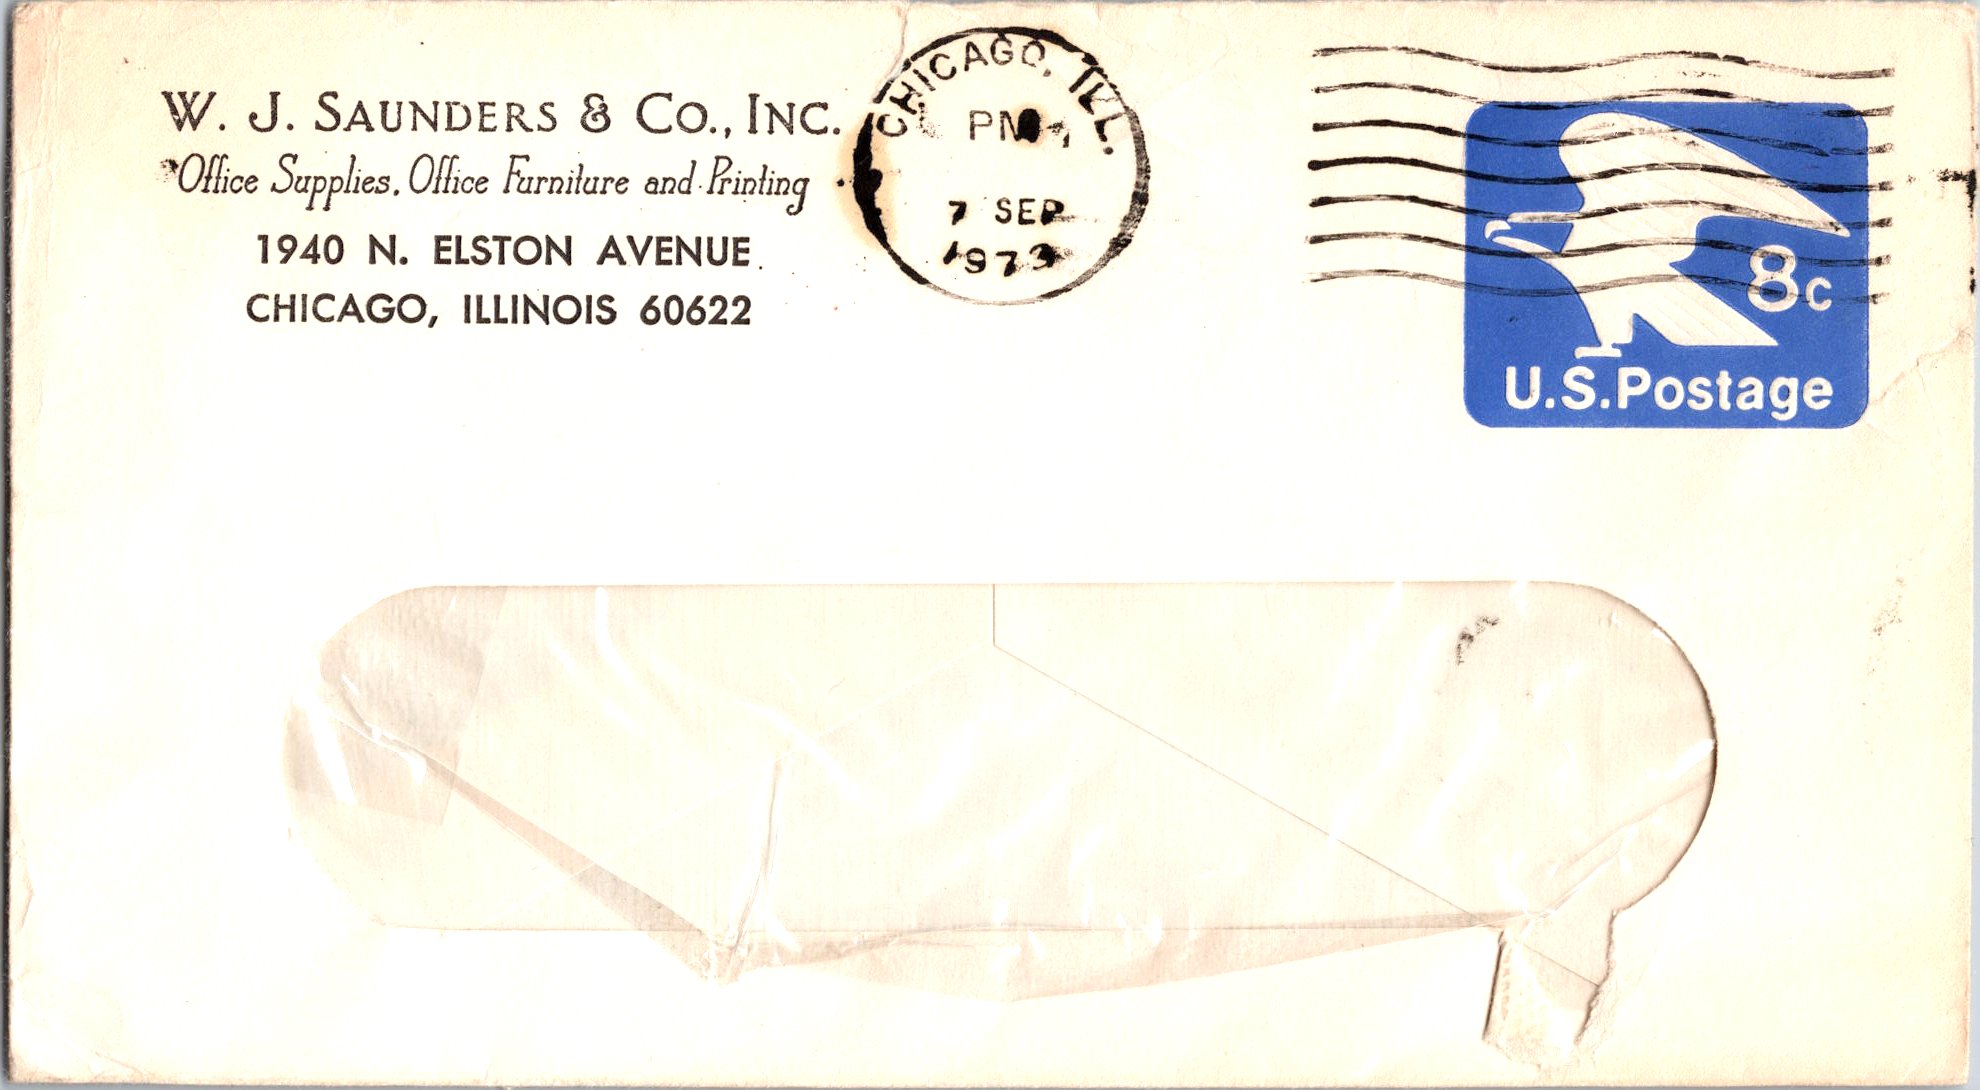 W. J. SAUNDERS & CO., INC.
Office Supplies, Office Furniture and Printing
1940 N. ELSTON AVENUE
CHICAGO, ILLINOIS 60622
CHICAGO, ILL.
PM
7 SEP
1973
8c
U.S. Postage